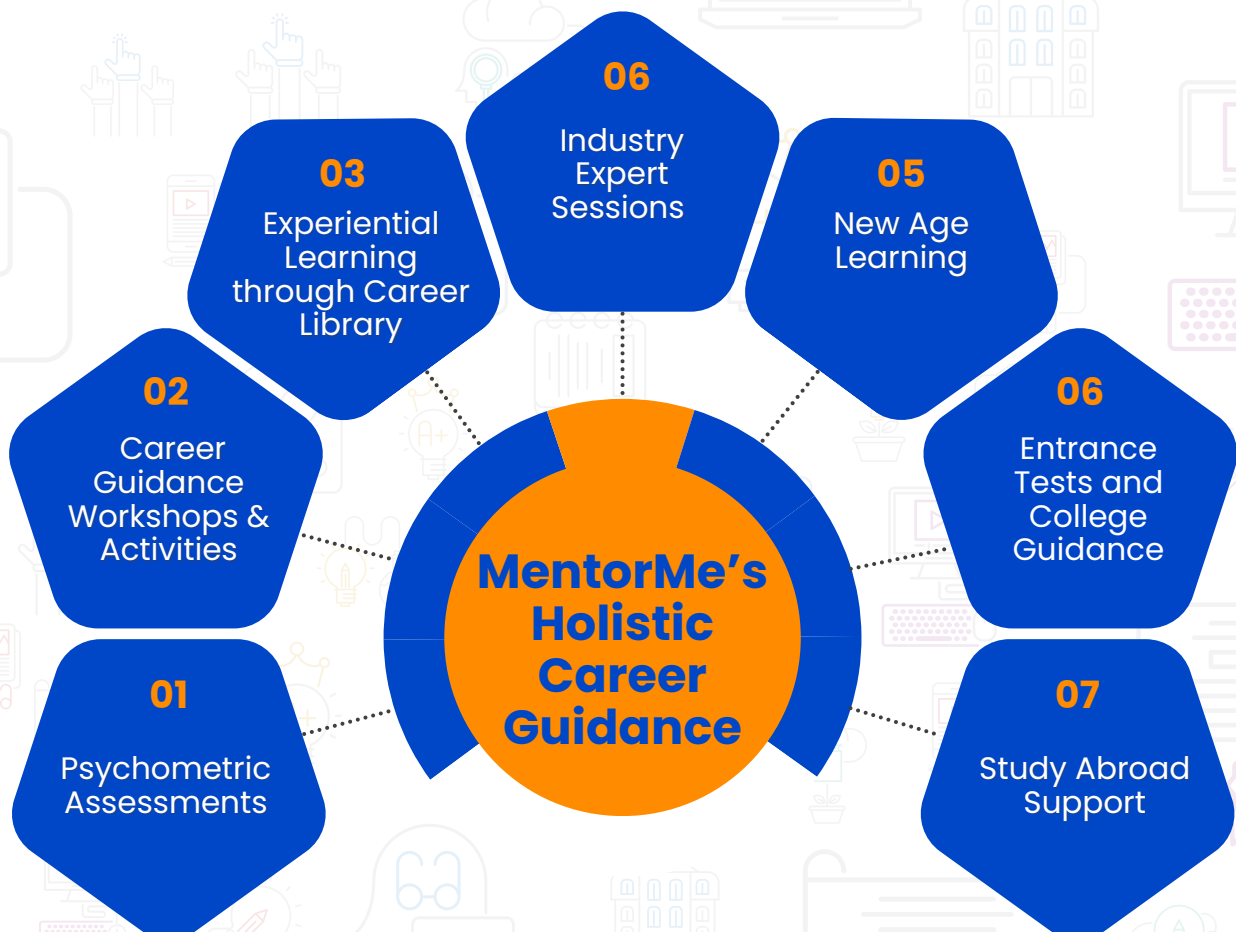 01
Psychometric
Assessments
02
Career
Guidance
Workshops &
Activities
03
Experiential
Learning
through Career
Library
06
Industry
Expert
Sessions
05
New Age
Learning
06
Entrance
Tests and
College
Guidance
07
Study Abroad
Support
MentorMe’s
Holistic
Career
Guidance
A+